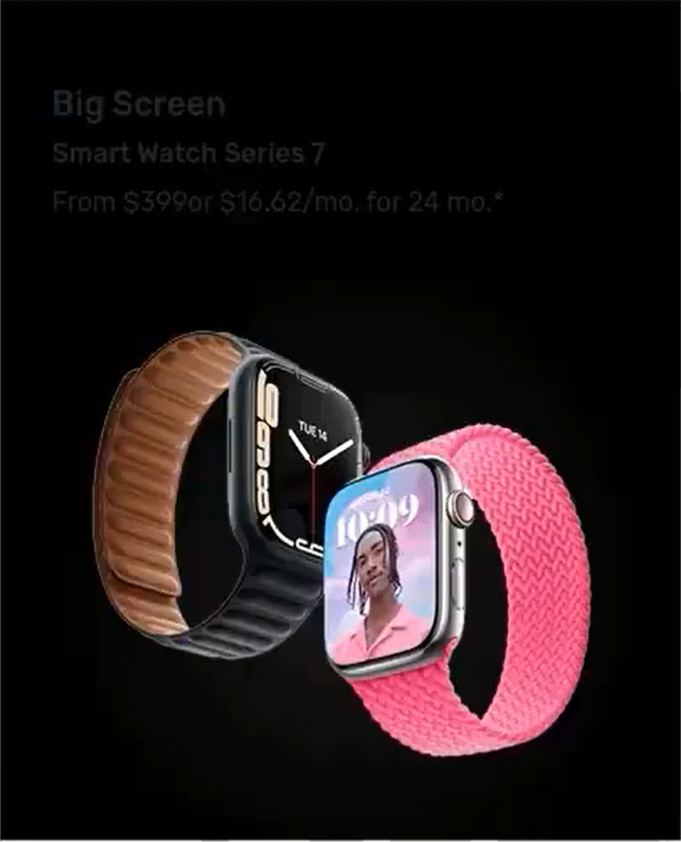 Big Screen
Smart Watch Series 7
From $399or $16.62/mo. for 24 mo.*
TUE 14
10:09